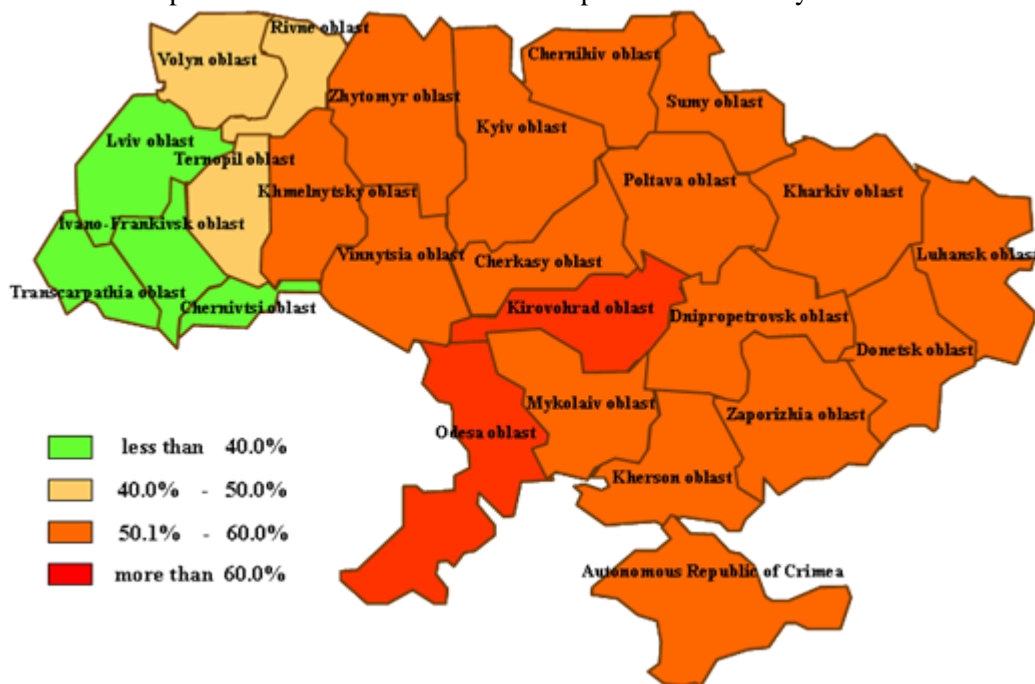 Rivne oblast
Volyn oblast
Chernihiv oblast
Zhytomyr oblast
Sumy oblast
Kyiv oblast
Lviv oblast
Ternopil oblast
Khmelnytsky oblast
Poltava oblast
Kharkiv oblast
Ivano-Frankivsk oblast
Vinnytsia oblast
Cherkasy oblast
Luhansk oblast
Transcarpathia oblast
Chernivtsi oblast
Kirovohrad oblast
Dnipropetrovsk oblast
Donetsk oblast
Mykolaiv oblast
Zaporizhia oblast
Odesa oblast
Kherson oblast
Autonomous Republic of Crimea
less than 40.0%
40.0% - 50.0%
50.1% - 60.0%
more than 60.0%